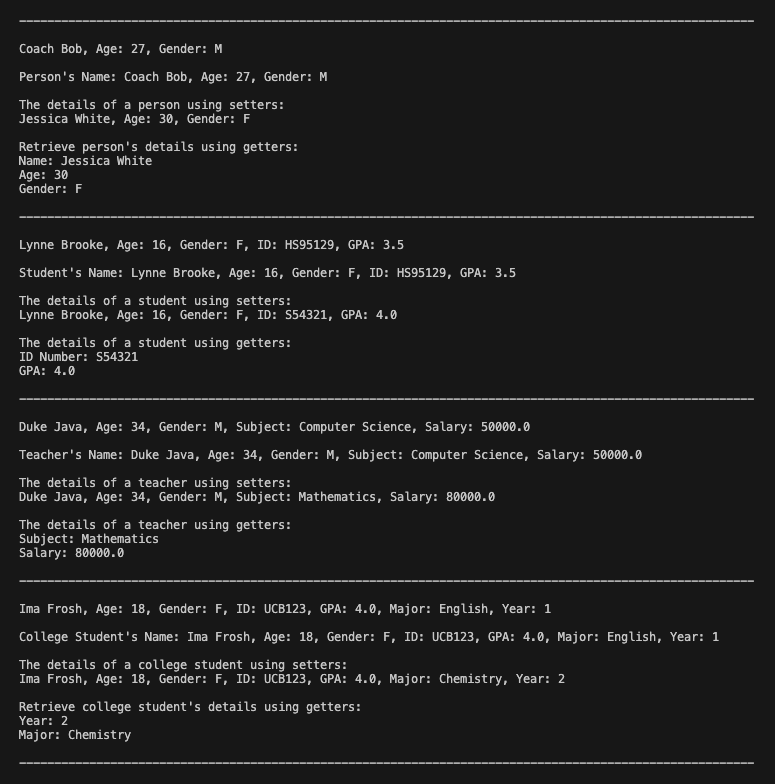 Coach Bob, Age: 27, Gender: M
Person's Name: Coach Bob, Age: 27, Gender: M
The details of a person using setters:
Jessica White, Age: 30, Gender: F
Retrieve person's details using getters:
Name: Jessica White
Age: 30
Gender: F
Lynne Brooke, Age: 16, Gender: F, ID: HS95129, GPA: 3.5
Student's Name: Lynne Brooke, Age: 16, Gender: F, ID: HS95129, GPA: 3.5
The details of a student using setters:
Lynne Brooke, Age: 16, Gender: F, ID: S54321, GPA: 4.0
The details of a student using getters:
ID Number: S54321
GPA: 4.0
Duke Java, Age: 34, Gender: M, Subject: Computer Science, Salary: 50000.0
Teacher's Name: Duke Java, Age: 34, Gender: M, Subject: Computer Science, Salary: 50000.0
The details of a teacher using setters:
Duke Java, Age: 34, Gender: M, Subject: Mathematics, Salary: 80000.0
The details of a teacher using getters:
Subject: Mathematics
Salary: 80000.0
Ima Frosh, Age: 18, Gender: F, ID: UCB123, GPA: 4.0, Major: English, Year: 1
College Student's Name: Ima Frosh, Age: 18, Gender: F, ID: UCB123, GPA: 4.0, Major: English, Year: 1
The details of a college student using setters:
Ima Frosh, Age: 18, Gender: F, ID: UCB123, GPA: 4.0, Major: Chemistry, Year: 2
Retrieve college student's details using getters:
Year: 2
Major: Chemistry